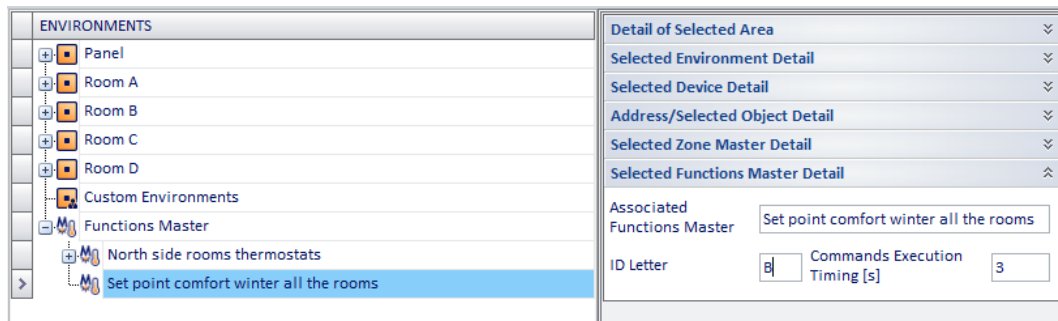 ENVIRONMENTS
Panel
Room A
Room B
Room C
Room D
Custom Environments
Functions Master
North side rooms thermostats
Set point comfort winter all the rooms
Detail of Selected Area
Selected Environment Detail
Selected Device Detail
Address/Selected Object Detail
Selected Zone Master Detail
Selected Functions Master Detail
Associated
Functions Master
Set point comfort winter all the rooms
ID Letter
B
Commands Execution
Timing [s]
3